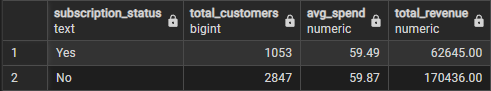 subscription_status total_customers avg_spend total_revenue
text bigint numeric numeric
1 Yes 1053 59.49 62645.00
2 No 2847 59.87 170436.00